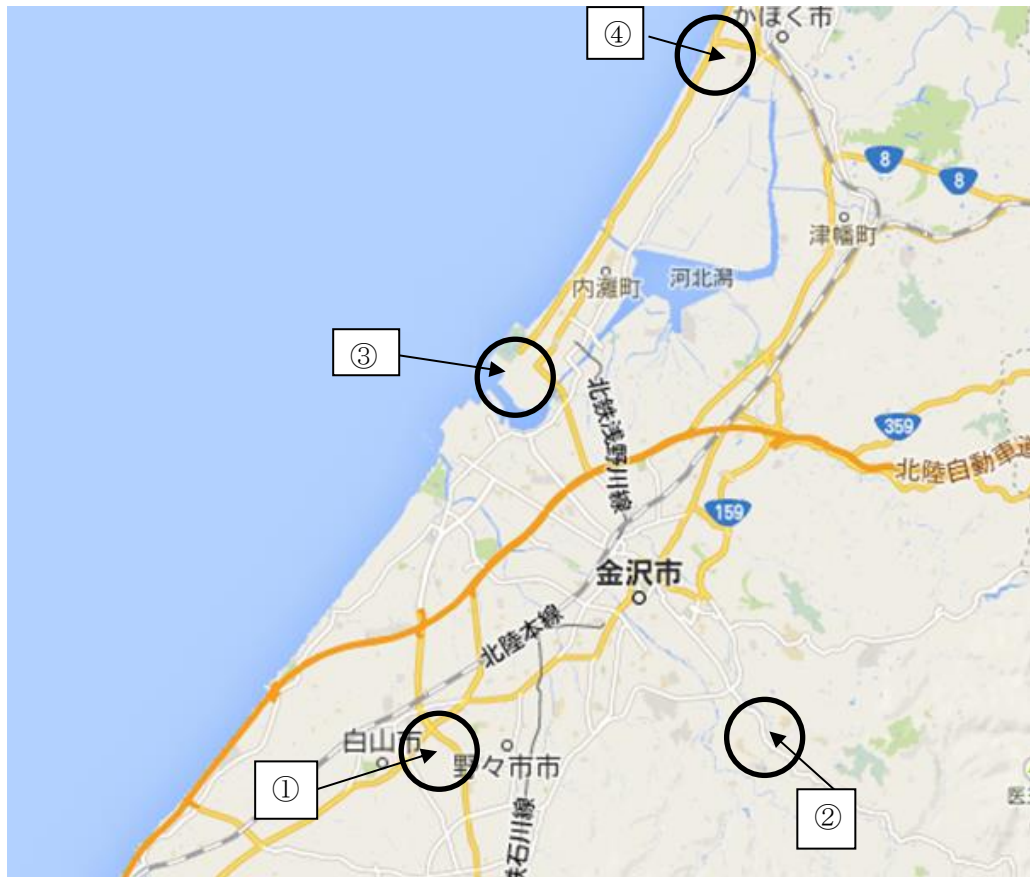 ④
かほく市
8
8
津幡町
河北潟
内灘町
③
北鉄浅野川線
359
北陸自動車道
159
金沢市
北陸本線
白山市
野々市市
①
②
鉄石川線